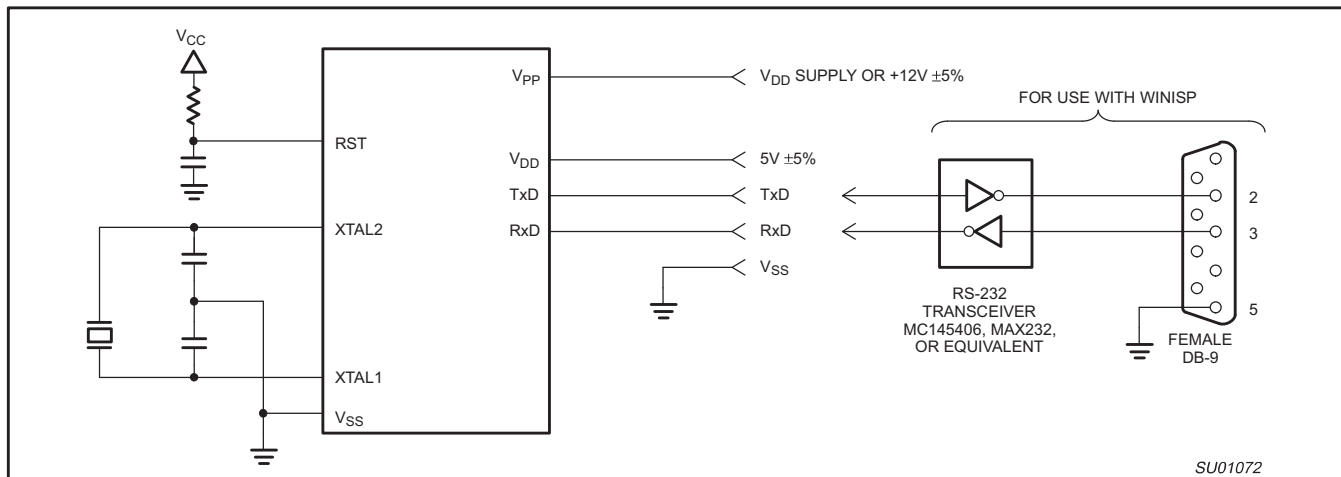 VCC
RST
XTAL2
XTAL1
VSS
VPP
VDD
TxD
RxD
VDD SUPPLY OR +12V ±5%
5V ±5%
TxD
RxD
VSS
FOR USE WITH WINISP
RS-232
TRANSCEIVER
MC145406, MAX232,
OR EQUIVALENT
2
3
5
FEMALE
DB-9
SU01072